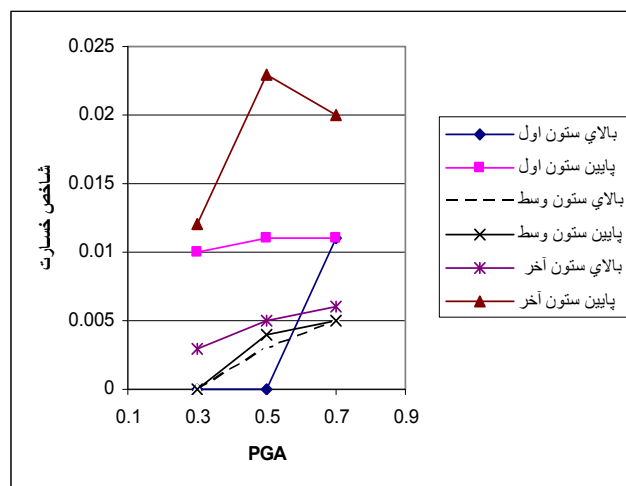 0.025
0.02
0.015
0.01
0.005
0
0.1 0.3 0.5 0.7 0.9
PGA
شاخص خسارت
بالاي ستون اول
پايين ستون اول
بالاي ستون وسط
پايين ستون وسط
بالاي ستون آخر
پايين ستون آخر